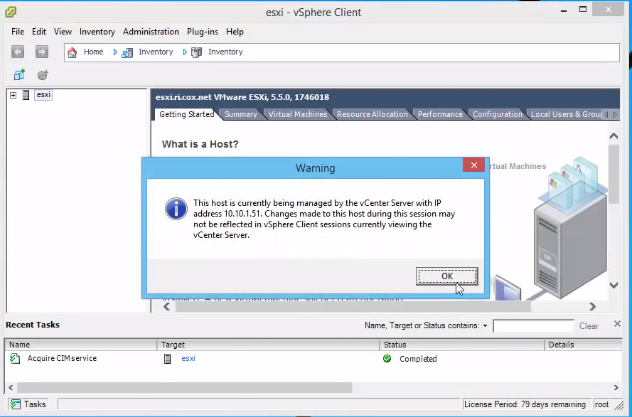 esxi - vSphere Client
File Edit View Inventory Administration Plug-ins Help
Home Inventory Inventory
esxi
esxi.ri.cox.net VMware ESXi, 5.5.0, 1746018
Getting Started Summary Virtual Machines Resource Allocation Performance Configuration Local Users & Grou
What is a Host?
Virtual Machines
Warning
This host is currently being managed by the vCenter Server with IP
address 10.10.1.51. Changes made to this host during this session may
not be reflected in vSphere Client sessions currently viewing the
vCenter Server.
OK
Recent Tasks
Name, Target or Status contains: Clear
Name Target Status Details
Acquire CIM service esxi Completed
Tasks License Period: 79 days remaining root